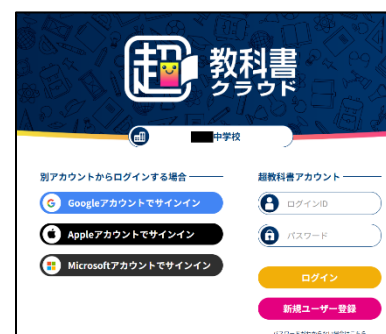 超
教科書
クラウド
中学校
別アカウントからログインする場合
Googleアカウントでサインイン
Appleアカウントでサインイン
Microsoftアカウントでサインイン
超教科書アカウント
ログインID
パスワード
ログイン
新規ユーザー登録